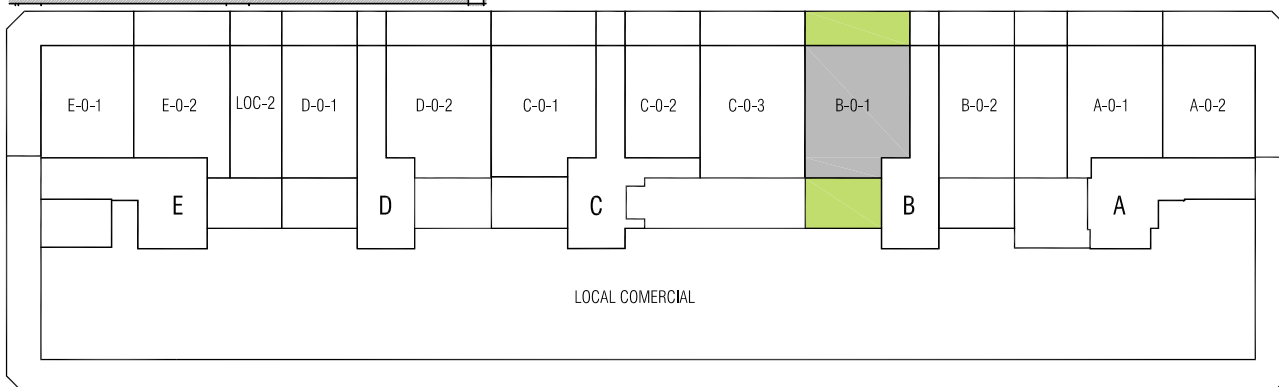 E-0-1
E-0-2
LOC-2
D-0-1
D-0-2
C-0-1
C-0-2
C-0-3
B-0-1
B-0-2
A-0-1
A-0-2
E
D
C
B
A
LOCAL COMERCIAL